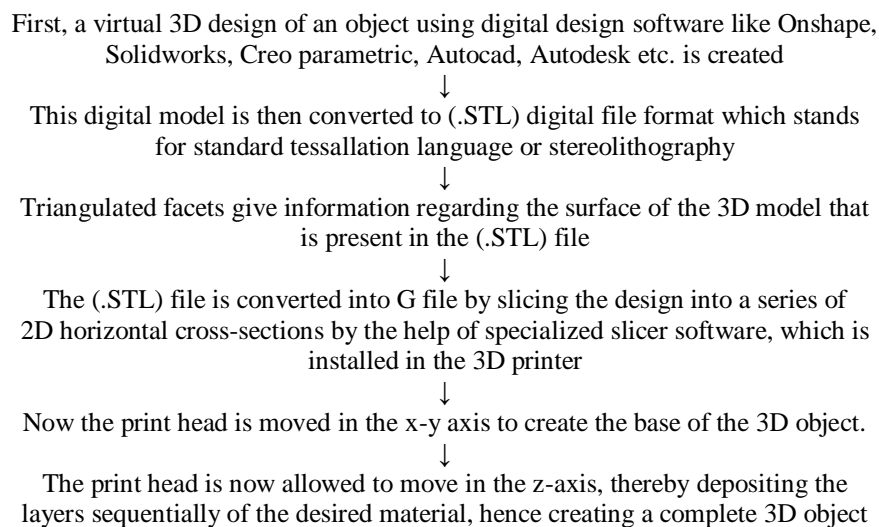 First, a virtual 3D design of an object using digital design software like Onshape,
Solidworks, Creo parametric, Autocad, Autodesk etc. is created
↓
This digital model is then converted to (.STL) digital file format which stands
for standard tessallation language or stereolithography
↓
Triangulated facets give information regarding the surface of the 3D model that
is present in the (.STL) file
↓
The (.STL) file is converted into G file by slicing the design into a series of
2D horizontal cross-sections by the help of specialized slicer software, which is
installed in the 3D printer
↓
Now the print head is moved in the x-y axis to create the base of the 3D object.
↓
The print head is now allowed to move in the z-axis, thereby depositing the
layers sequentially of the desired material, hence creating a complete 3D object